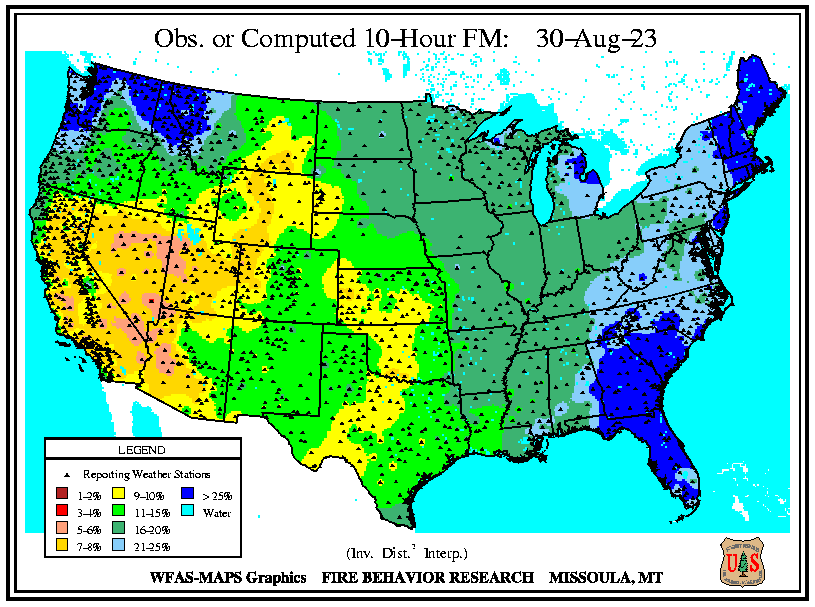 Obs. or Computed 10-Hour FM: 30-Aug-23
LEGEND
Reporting Weather Stations
1-2% 9-10% > 25%
3-4% 11-15% Water
5-6% 16-20%
7-8% 21-25%
(Inv. Dist.² Interp.)
WFAS-MAPS Graphics FIRE BEHAVIOR RESEARCH MISSOULA, MT
U S